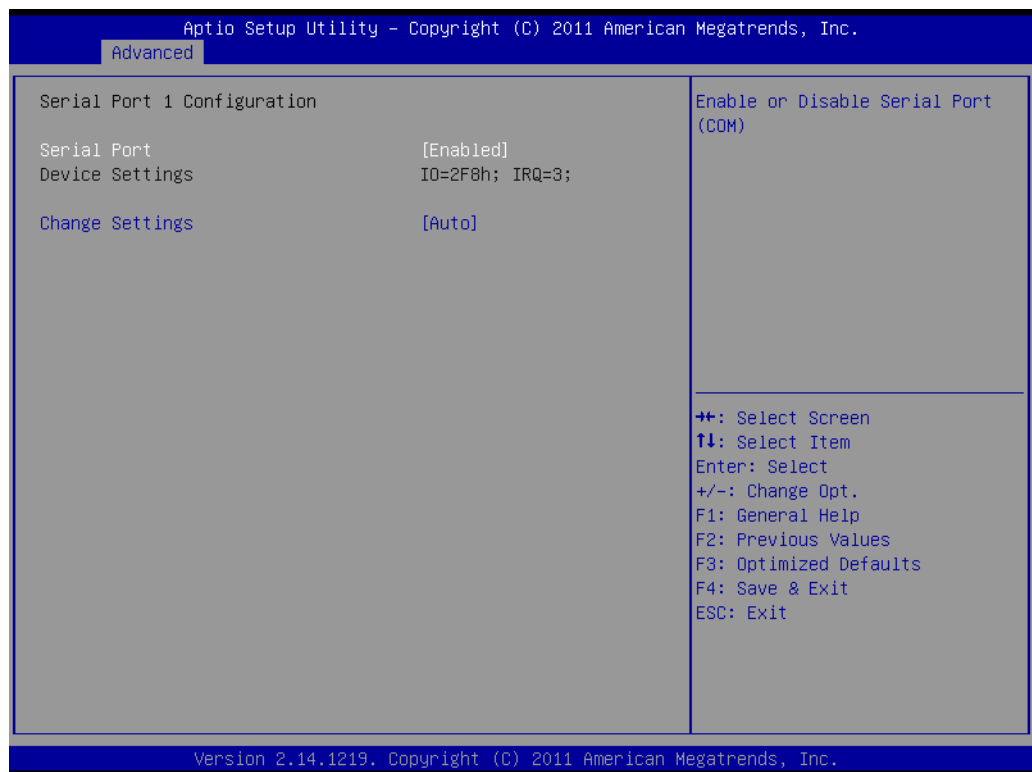 Aptio Setup Utility – Copyright (C) 2011 American Megatrends, Inc.
Advanced
Serial Port 1 Configuration
Serial Port [Enabled]
Device Settings IO=2F8h; IRQ=3;
Change Settings [Auto]
Enable or Disable Serial Port
(COM)
→←: Select Screen
↑↓: Select Item
Enter: Select
+/-: Change Opt.
F1: General Help
F2: Previous Values
F3: Optimized Defaults
F4: Save & Exit
ESC: Exit
Version 2.14.1219. Copyright (C) 2011 American Megatrends, Inc.